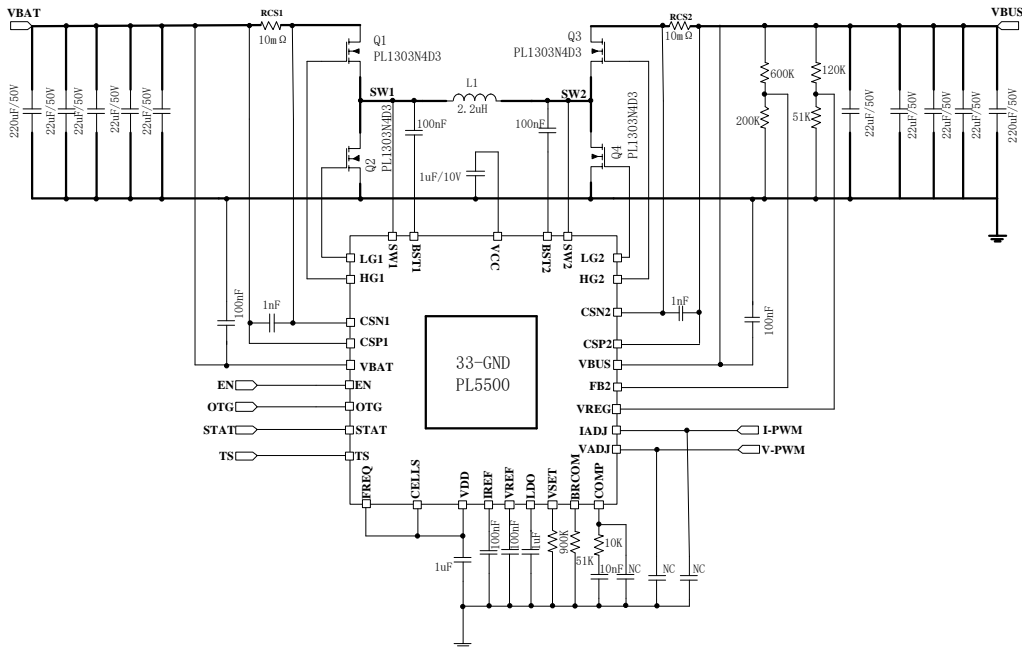 VBAT
RCS1
10mΩ
Q1
PL1303N4D3
Q3
PL1303N4D3
RCS2
10mΩ
VBUS
220uF/50V
22uF/50V
22uF/50V
22uF/50V
22uF/50V
SW1
L1
2.2uH
SW2
100nF
100nF
Q2
PL1303N4D3
Q4
PL1303N4D3
1uF/10V
600K
120K
200K
51K
22uF/50V
22uF/50V
22uF/50V
22uF/50V
220uF/50V
SW1
BST1
VCC
BST2
SW2
LG1
HG1
CSN1
CSP1
VBAT
EN
OTG
STAT
TS
100nF
1nF
EN
OTG
STAT
TS
33-GND
PL5500
LG2
HG2
CSN2
CSP2
VBUS
FB2
VREG
IADJ
VADJ
1nF
100nF
I-PWM
V-PWM
FREQ
CELLS
VDD
IREF
VREF
LDO
VSET
BRCOM
COMP
1uF
100nF
100nF
1uF
900K
51K
10K
10nF
NC
NC
NC